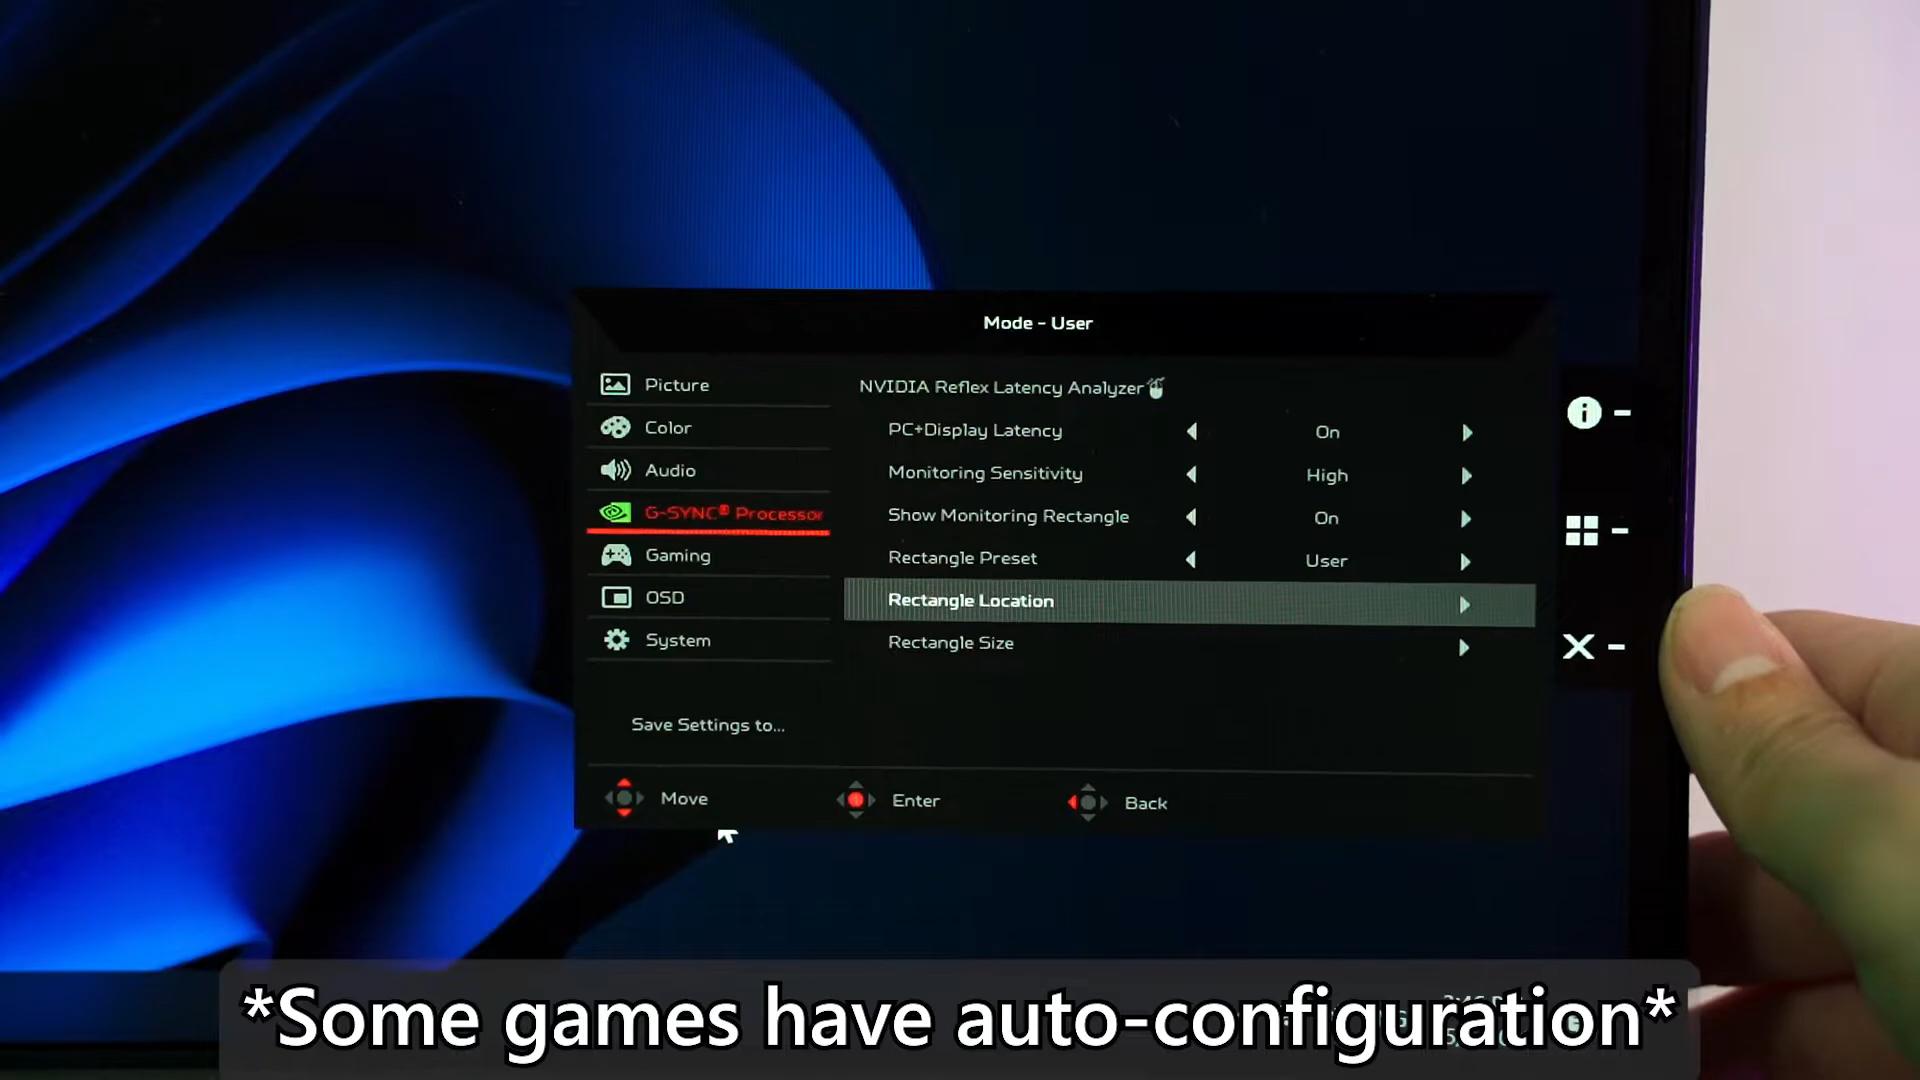 Mode - User
Picture
Color
Audio
G-SYNC® Processor
Gaming
OSD
System
Save Settings to...
NVIDIA Reflex Latency Analyzer
PC+Display Latency On
Monitoring Sensitivity High
Show Monitoring Rectangle On
Rectangle Preset User
Rectangle Location
Rectangle Size
Move Enter Back
*Some games have auto-configuration*